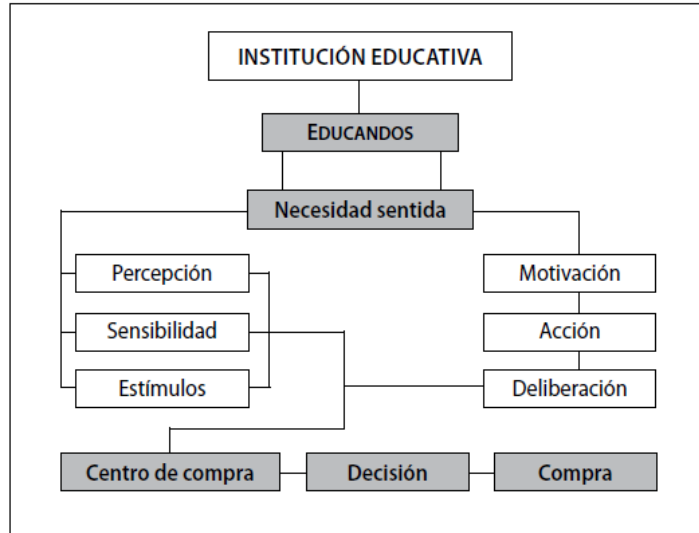 INSTITUCIÓN EDUCATIVA
EDUCANDOS
Necesidad sentida
Percepción
Motivación
Sensibilidad
Acción
Estímulos
Deliberación
Centro de compra
Decisión
Compra